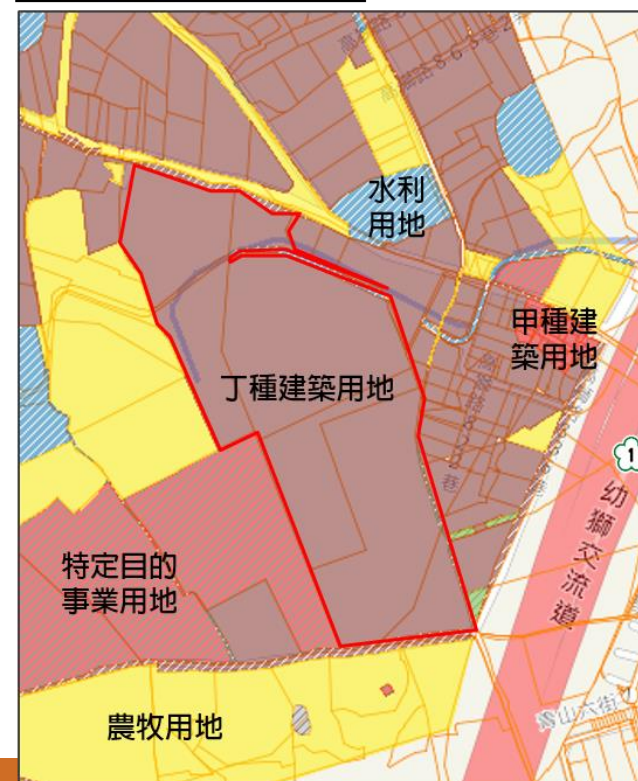 水利
用地
甲種建
築用地
丁種建築用地
1
幼獅交流道
特定目的
事業用地
農牧用地